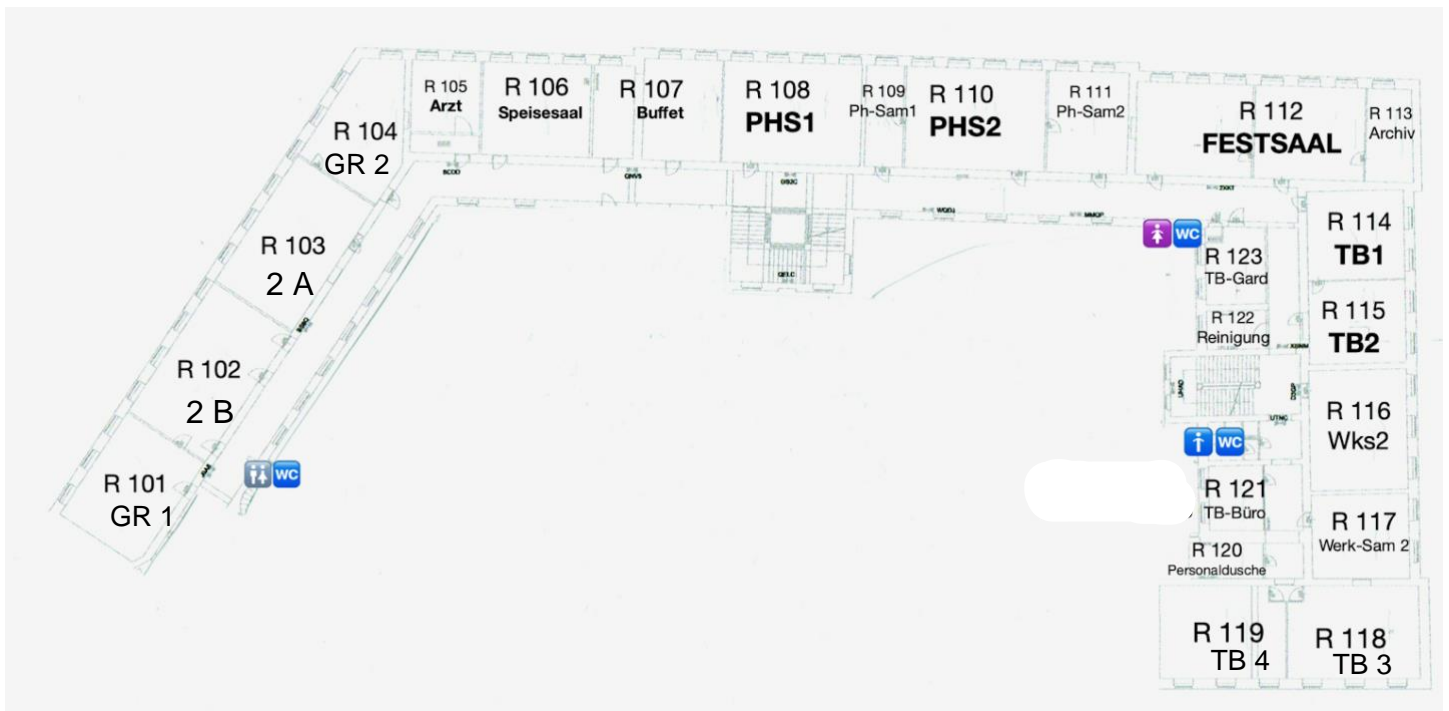 R 105
Arzt
R 106
Speisesaal
R 107
Buffet
R 108
PHS1
R 109
Ph-Sam1
R 110
PHS2
R 111
Ph-Sam2
R 112
FESTSAAL
R 113
Archiv
R 104
GR 2
R 103
2 A
R 102
2 B
R 101
GR 1
WC
WC
R 114
TB1
R 123
TB-Gard
R 115
TB2
R 122
Reinigung
R 116
Wks2
WC
R 121
TB-Büro
R 117
Werk-Sam 2
R 120
Personaldusche
R 119
TB 4
R 118
TB 3